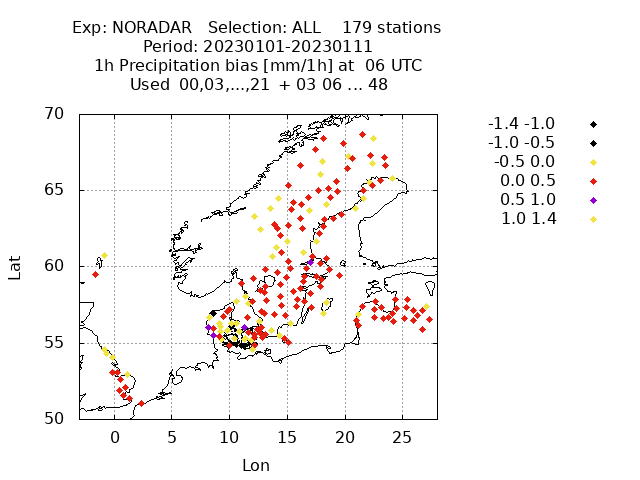 Exp: NORADAR   Selection: ALL    179 stations
Period: 20230101-20230111
1h Precipitation bias [mm/1h] at  06 UTC
Used  00,03,...,21  + 03 06 ... 48
70
65
60
55
50
Lat
0 5 10 15 20 25
Lon
-1.4 -1.0
-1.0 -0.5
-0.5 0.0
0.0 0.5
0.5 1.0
1.0 1.4